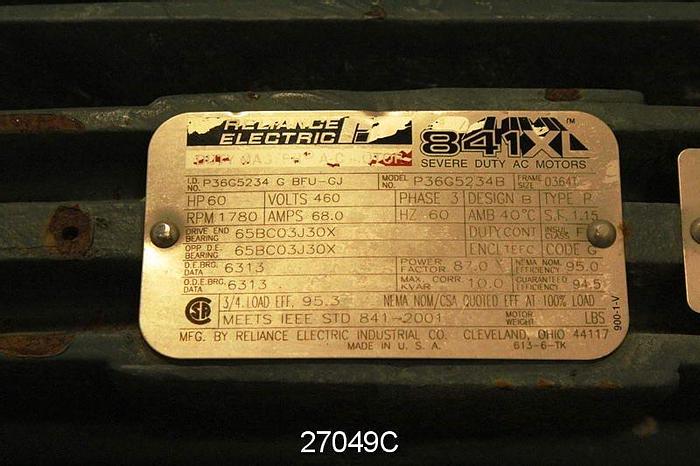 RELIANCE
ELECTRIC
841XL™
SEVERE DUTY AC MOTORS
I.D. NO. P36G5234 G BFU-GJ MODEL NO. P36G5234B FRAME SIZE 0364T
HP 60 VOLTS 460 PHASE 3 DESIGN B TYPE P
RPM 1780 AMPS 68.0 HZ 60 AMB 40°C S.F. 1.15
DRIVE END BEARING 65BC03J30X DUTY CONT INSUL CLASS F
OPP D.E. BEARING 65BC03J30X ENCL TEFC CODE G
D.E.BRG. DATA 6313 POWER FACTOR 87.0 NEMA NOM. EFFICIENCY 95.0
O.D.E.BRG. DATA 6313 MAX. CORR. KVAR 10.0 GUARANTEED EFFICIENCY 94.5
3/4 LOAD EFF. 95.3 NEMA NOM/CSA QUOTED EFF AT 100% LOAD
MEETS IEEE STD 841-2001 MOTOR WEIGHT LBS
MFG. BY RELIANCE ELECTRIC INDUSTRIAL CO. CLEVELAND, OHIO 44117
MADE IN U. S. A. 613-6-TK
900-1-V
27049C